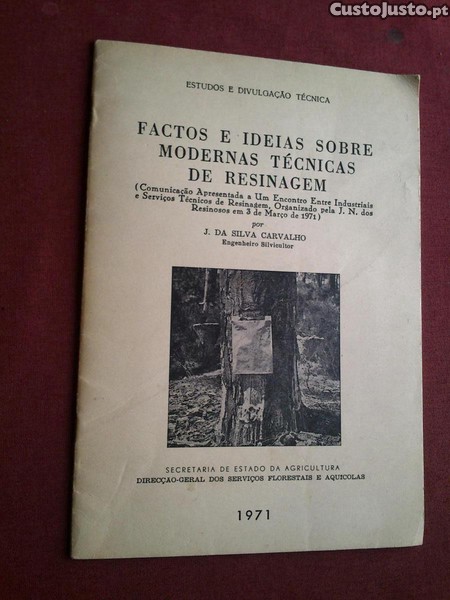 CustoJusto.pt
ESTUDOS E DIVULGAÇÃO TÉCNICA
FACTOS E IDEIAS SOBRE
MODERNAS TÉCNICAS
DE RESINAGEM
(Comunicação Apresentada a Um Encontro Entre Industriais
e Serviços Técnicos de Resinagem, Organizado pela J. N. dos
Resinosos em 3 de Março de 1971)
por
J. DA SILVA CARVALHO
Engenheiro Silvicultor
SECRETARIA DE ESTADO DA AGRICULTURA
DIRECÇÃO-GERAL DOS SERVIÇOS FLORESTAIS E AQUICOLAS
1971